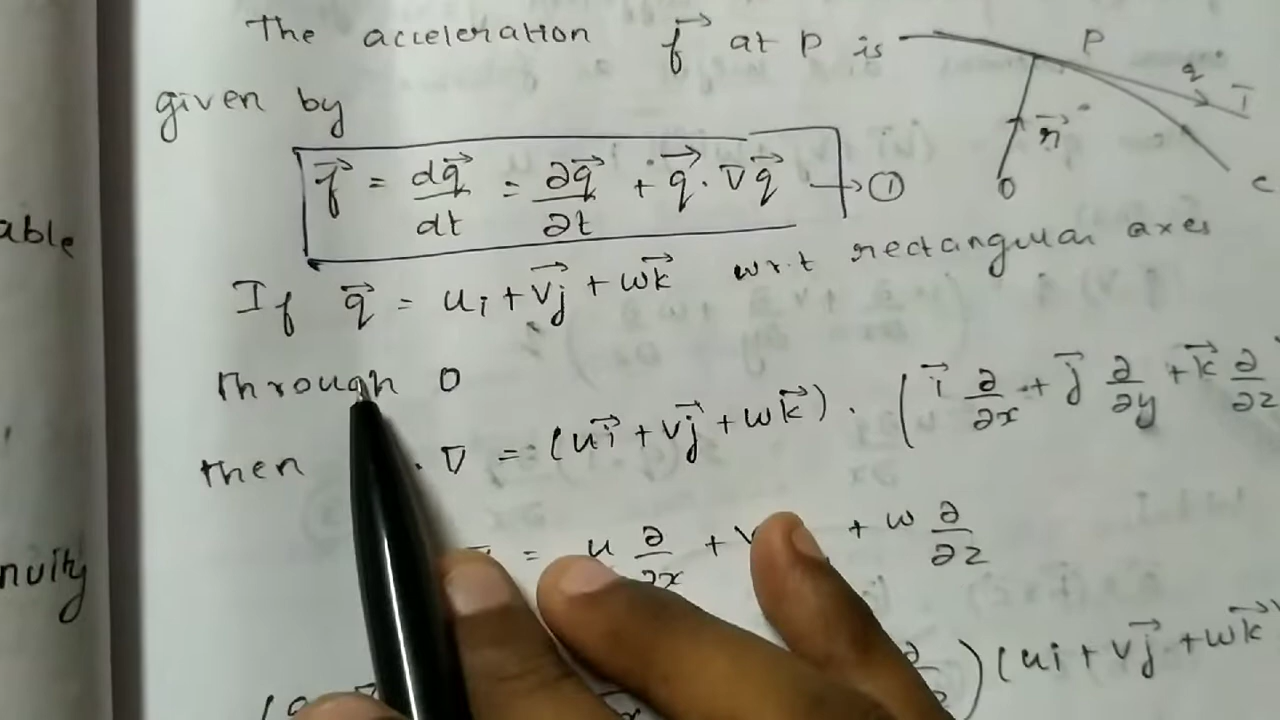 The acceleration f⃗ at P is
P
q
T
r⃗
O
c
given by
f⃗ = dq⃗/dt = ∂q⃗/∂t + q⃗ . ∇q⃗ → ①
If q⃗ = ui + vj⃗ + wk⃗ w.r.t rectangular axes
able
through O
then . ∇ = (ui⃗ + vj⃗ + wk⃗) . (i⃗ ∂/∂x + j⃗ ∂/∂y + k⃗ ∂/∂z
= u ∂/∂x + v + w ∂/∂z
nuity
) (ui + vj⃗ + wk⃗)